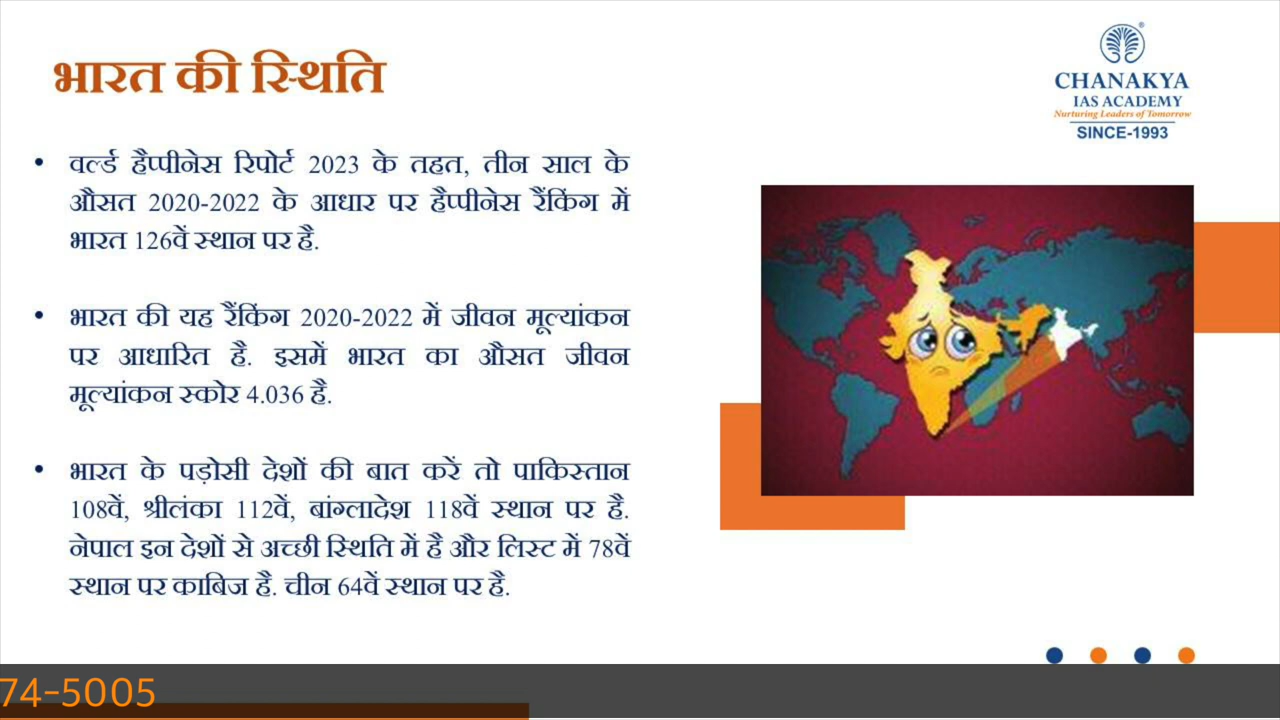 भारत की स्थिति
®
CHANAKYA
IAS ACADEMY
Nurturing Leaders of Tomorrow
SINCE-1993
• वर्ल्ड हैप्पीनेस रिपोर्ट 2023 के तहत, तीन साल के
औसत 2020-2022 के आधार पर हैप्पीनेस रैंकिंग में
भारत 126वें स्थान पर है.
• भारत की यह रैंकिंग 2020-2022 में जीवन मूल्यांकन
पर आधारित है. इसमें भारत का औसत जीवन
मूल्यांकन स्कोर 4.036 है.
• भारत के पड़ोसी देशों की बात करें तो पाकिस्तान
108वें, श्रीलंका 112वें, बांग्लादेश 118वें स्थान पर है.
नेपाल इन देशों से अच्छी स्थिति में है और लिस्ट में 78वें
स्थान पर काबिज है. चीन 64वें स्थान पर है.
74-5005